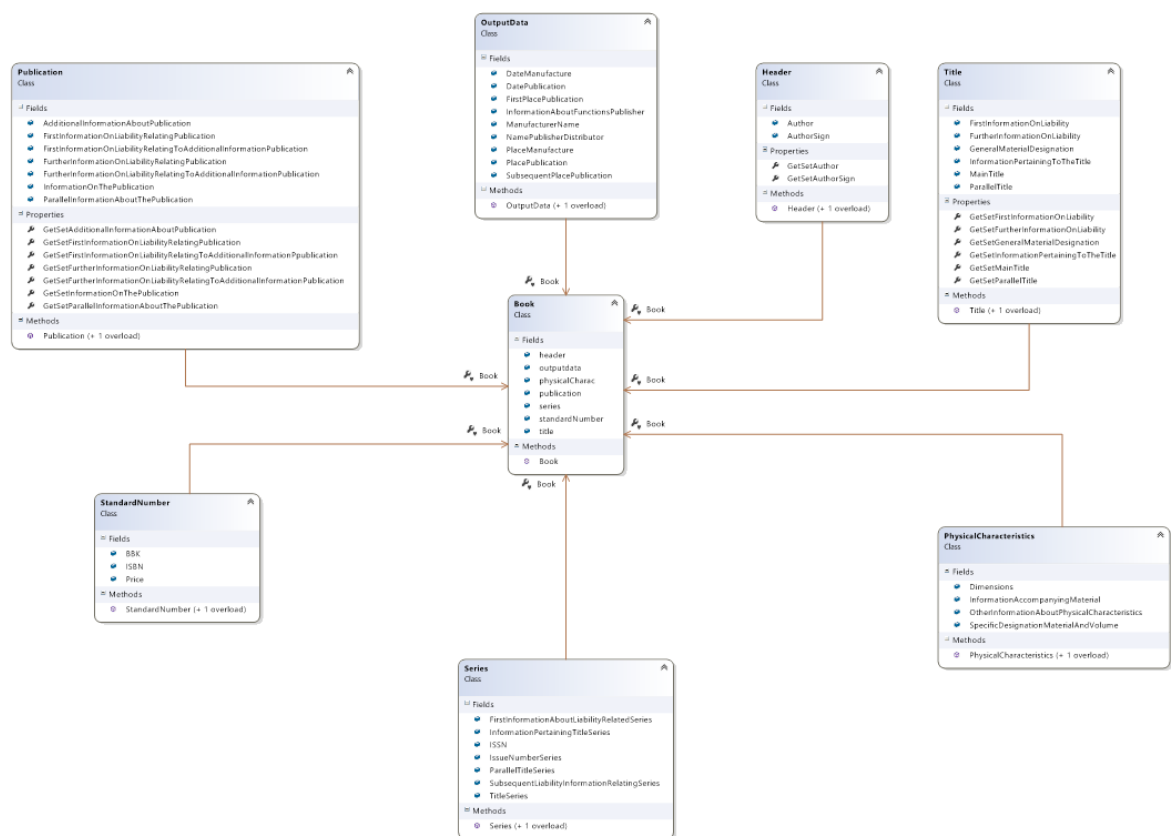 OutputData
Class
Fields
DateManufacture
DatePublication
FirstPlacePublication
InformationAboutFunctionsPublisher
ManufacturerName
NamePublisherDistributor
PlaceManufacture
PlacePublication
SubsequentPlacePublication
Methods
OutputData (+ 1 overload)
Publication
Class
Fields
AdditionalInformationAboutPublication
FirstInformationOnLiabilityRelatingPublication
FirstInformationOnLiabilityRelatingToAdditionalInformationPublication
FurtherInformationOnLiabilityRelatingPublication
FurtherInformationOnLiabilityRelatingToAdditionalInformationPublication
InformationOnThePublication
ParallelInformationAboutThePublication
Properties
GetSetAdditionalInformationAboutPublication
GetSetFirstInformationOnLiabilityRelatingPublication
GetSetFirstInformationOnLiabilityRelatingToAdditionalInformationPpublication
GetSetFurtherInformationOnLiabilityRelatingPublication
GetSetFurtherInformationOnLiabilityRelatingToAdditionalInformationPublication
GetSetInformationOnThePublication
GetSetParallelInformationAboutThePublication
Methods
Publication (+ 1 overload)
Header
Class
Fields
Author
AuthorSign
Properties
GetSetAuthor
GetSetAuthorSign
Methods
Header (+ 1 overload)
Title
Class
Fields
FirstInformationOnLiability
FurtherInformationOnLiability
GeneralMaterialDesignation
InformationPertainingToTheTitle
MainTitle
ParallelTitle
Properties
GetSetFirstInformationOnLiability
GetSetFurtherInformationOnLiability
GetSetGeneralMaterialDesignation
GetSetInformationPertainingToTheTitle
GetSetMainTitle
GetSetParallelTitle
Methods
Title (+ 1 overload)
Book
Book
Book
Book
Book
Book
Book
Book
Class
Fields
header
outputdata
physicalCharac
publication
series
standardNumber
title
Methods
Book
StandardNumber
Class
Fields
BBK
ISBN
Price
Methods
StandardNumber (+ 1 overload)
PhysicalCharacteristics
Class
Fields
Dimensions
InformationAccompanyingMaterial
OtherInformationAboutPhysicalCharacteristics
SpecificDesignationMaterialAndVolume
Methods
PhysicalCharacteristics (+ 1 overload)
Series
Class
Fields
FirstInformationAboutLiabilityRelatedSeries
InformationPertainingTitleSeries
ISSN
IssueNumberSeries
ParallelTitleSeries
SubsequentLiabilityInformationRelatingSeries
TitleSeries
Methods
Series (+ 1 overload)